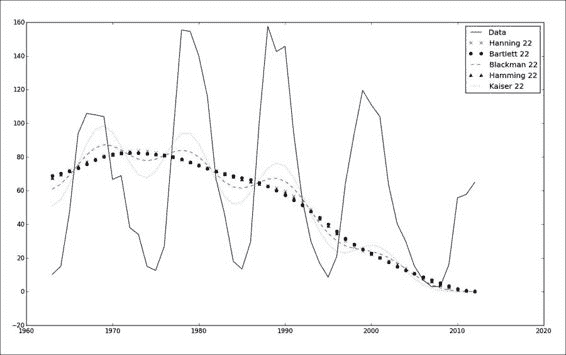 160
140
120
100
80
60
40
20
0
−20
1960
1970
1980
1990
2000
2010
2020
Data
Hanning 22
Bartlett 22
Blackman 22
Hamming 22
Kaiser 22